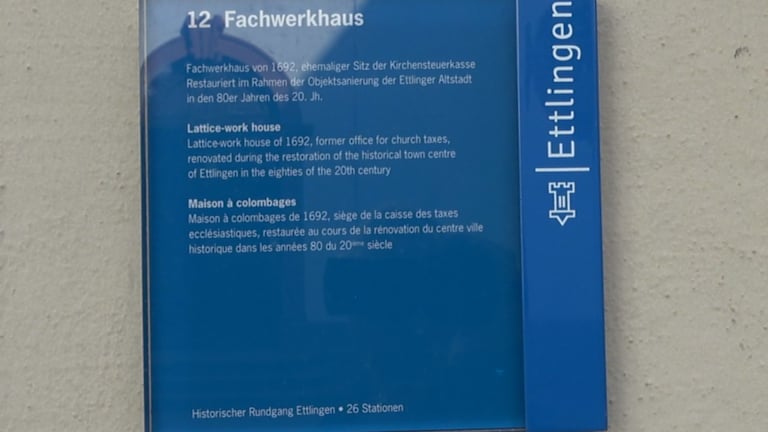 12 Fachwerkhaus
Fachwerkhaus von 1692, ehemaliger Sitz der Kirchensteuerkasse
Restauriert im Rahmen der Objektsanierung der Ettlinger Altstadt
in den 80er Jahren des 20. Jh.
Lattice-work house
Lattice-work house of 1692, former office for church taxes,
renovated during the restoration of the historical town centre
of Ettlingen in the eighties of the 20th century
Maison à colombages
Maison à colombages de 1692, siège de la caisse des taxes
ecclésiastiques, restaurée au cours de la rénovation du centre ville
historique dans les années 80 du 20ème siècle
Historischer Rundgang Ettlingen • 26 Stationen
Ettlingen